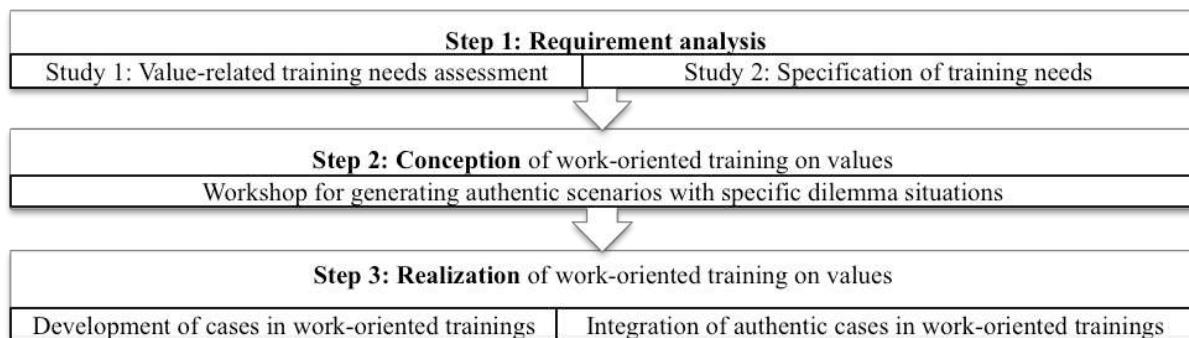 Step 1: Requirement analysis
Study 1: Value-related training needs assessment
Study 2: Specification of training needs
Step 2: Conception of work-oriented training on values
Workshop for generating authentic scenarios with specific dilemma situations
Step 3: Realization of work-oriented training on values
Development of cases in work-oriented trainings
Integration of authentic cases in work-oriented trainings